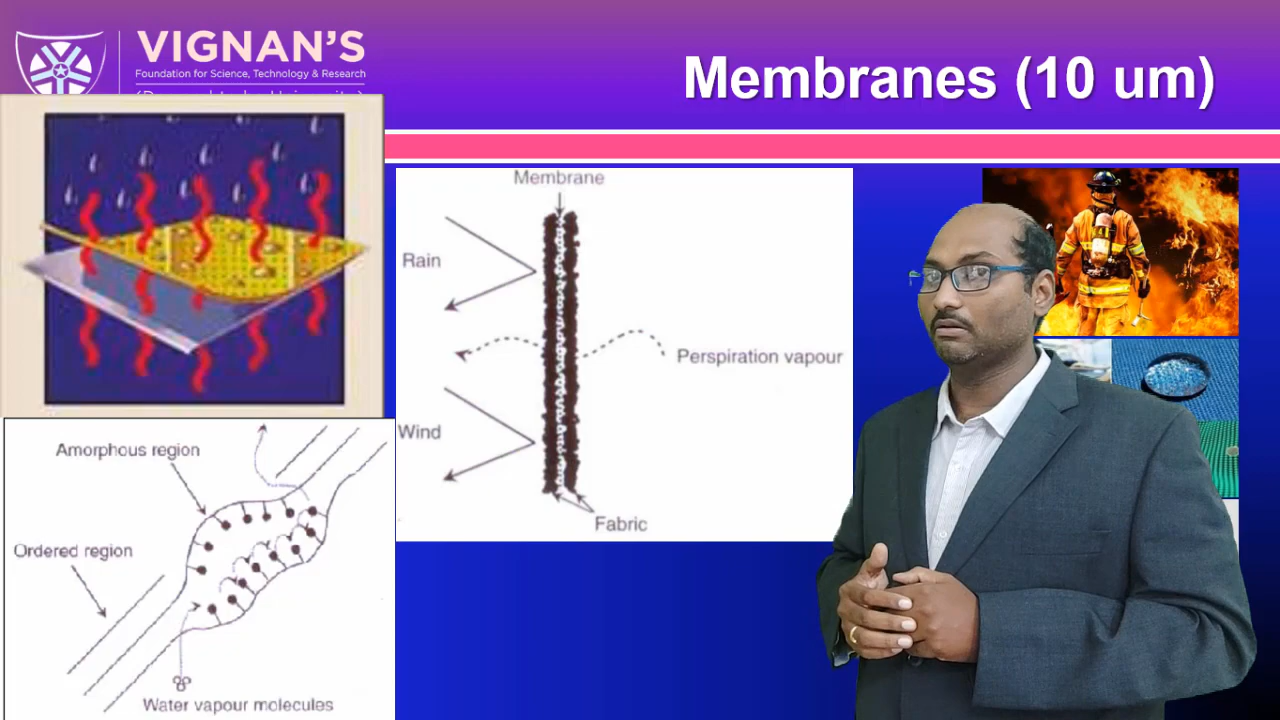 VIGNAN'S
Foundation for Science, Technology & Research
Membranes (10 um)
Membrane
Rain
Perspiration vapour
Wind
Fabric
Amorphous region
Ordered region
Water vapour molecules